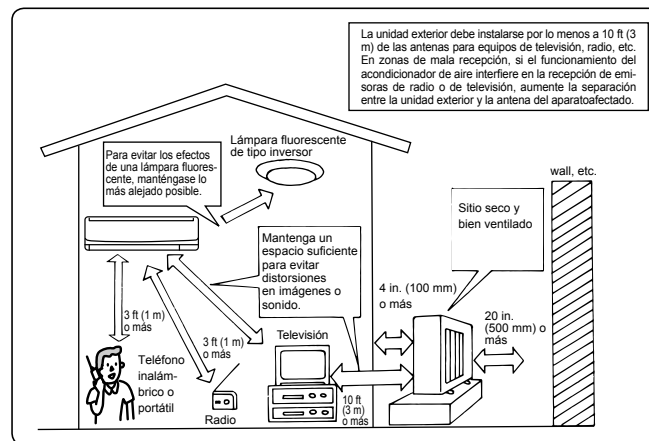 La unidad exterior debe instalarse por lo menos a 10 ft (3
m) de las antenas para equipos de televisión, radio, etc.
En zonas de mala recepción, si el funcionamiento del
acondicionador de aire interfiere en la recepción de emi-
soras de radio o de televisión, aumente la separación
entre la unidad exterior y la antena del aparatoafectado.
Lámpara fluorescente
de tipo inversor
Para evitar los efectos
de una lámpara fluores-
cente, manténgase lo
más alejado posible.
wall, etc.
Sitio seco y
bien ventilado
Mantenga un
espacio suficiente
para evitar
distorsiones
en imágenes o
sonido.
4 in. (100 mm)
o más
20 in.
(500 mm) o
más
3 ft (1 m)
o más
3 ft (1 m)
o más
Televisión
Teléfono
inalám-
brico o
portátil
Radio
10 ft
(3 m)
o más